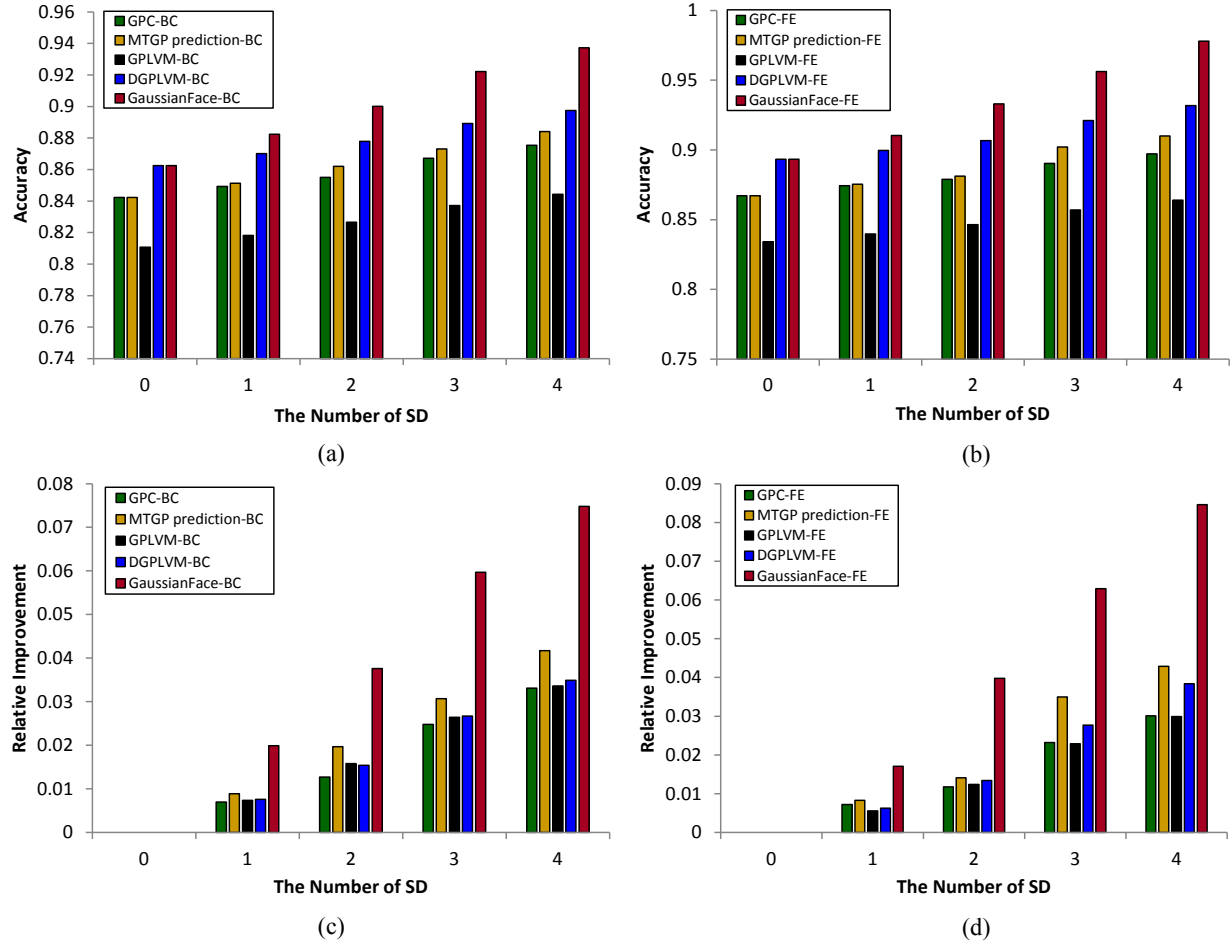 0.96
0.94
0.92
0.9
0.88
0.86
0.84
0.82
0.8
0.78
0.76
0.74
Accuracy
GPC-BC
MTGP prediction-BC
GPLVM-BC
DGPLVM-BC
GaussianFace-BC
0 1 2 3 4
The Number of SD
(a)
1
0.95
0.9
0.85
0.8
0.75
Accuracy
GPC-FE
MTGP prediction-FE
GPLVM-FE
DGPLVM-FE
GaussianFace-FE
0 1 2 3 4
The Number of SD
(b)
0.08
0.07
0.06
0.05
0.04
0.03
0.02
0.01
0
Relative Improvement
GPC-BC
MTGP prediction-BC
GPLVM-BC
DGPLVM-BC
GaussianFace-BC
0 1 2 3 4
The Number of SD
(c)
0.09
0.08
0.07
0.06
0.05
0.04
0.03
0.02
0.01
0
Relative Improvement
GPC-FE
MTGP prediction-FE
GPLVM-FE
DGPLVM-FE
GaussianFace-FE
0 1 2 3 4
The Number of SD
(d)